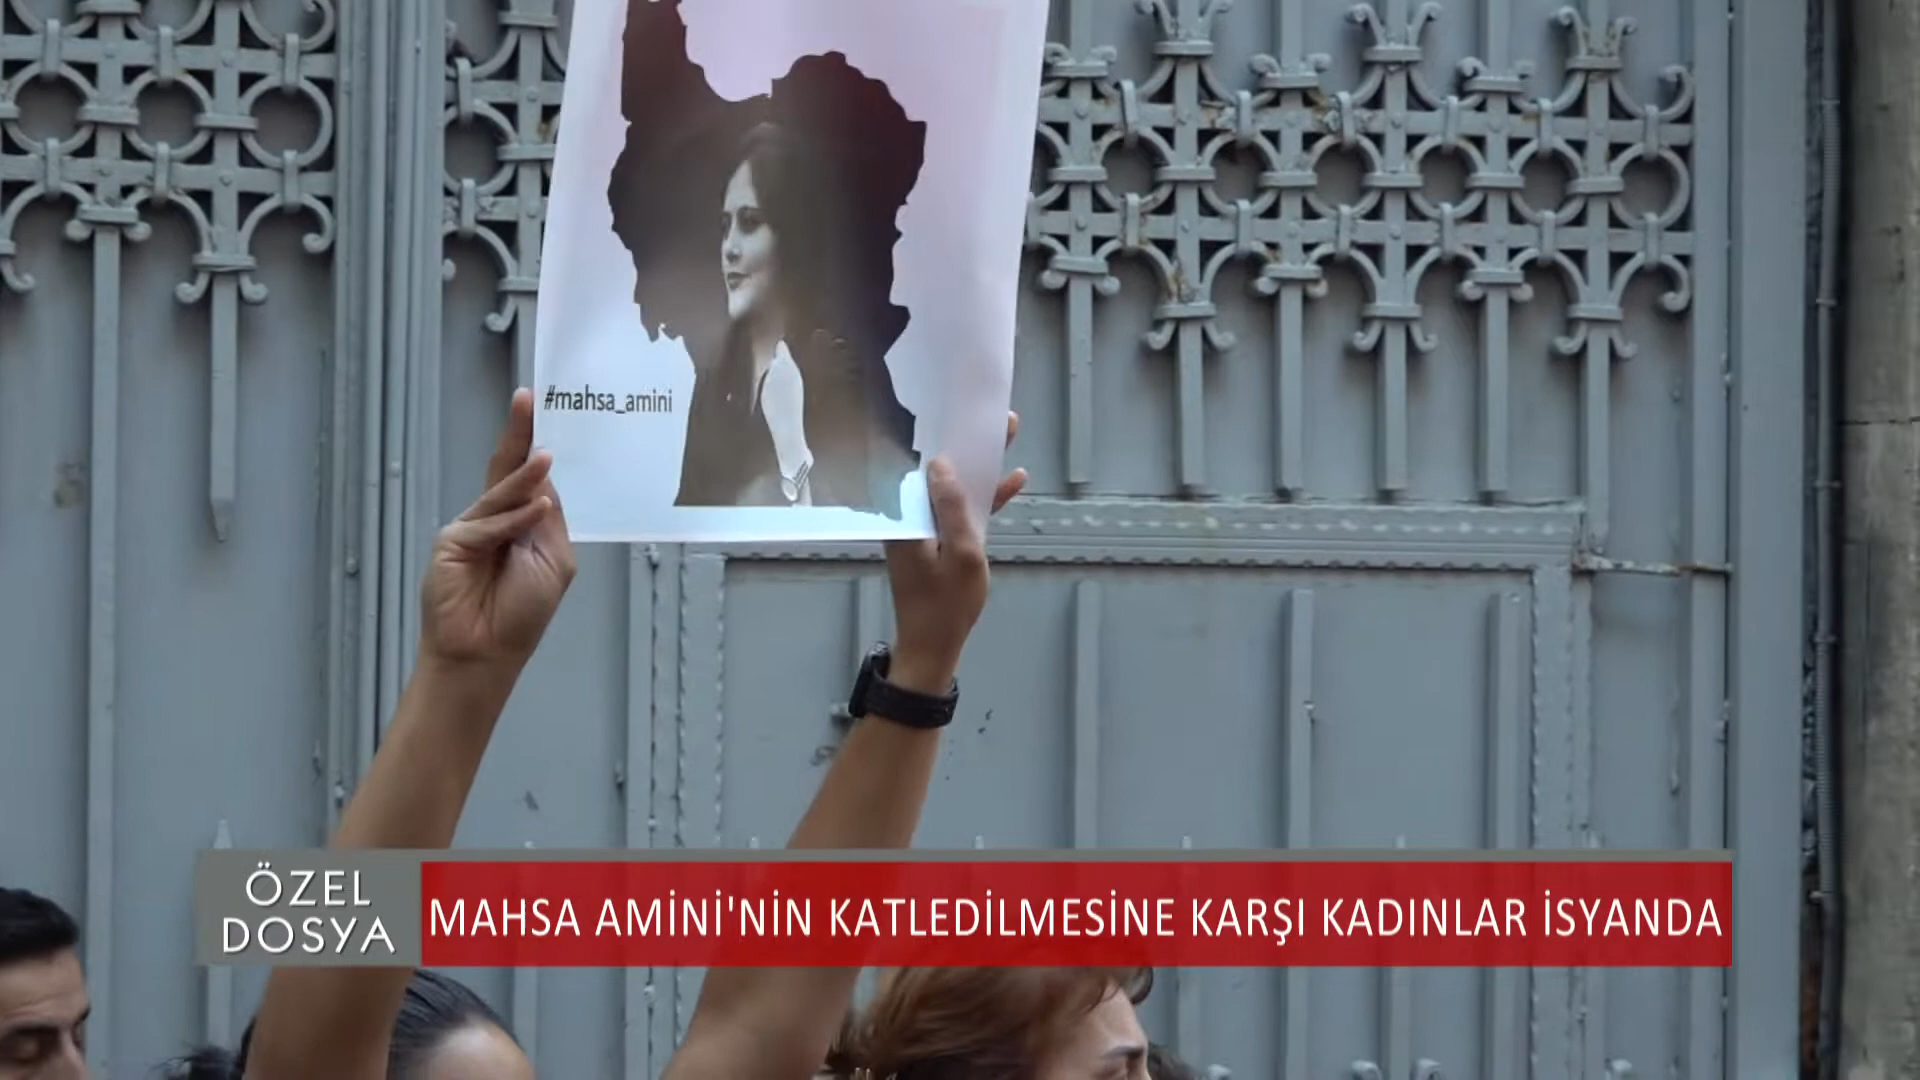 #mahsa_amini
ÖZEL
DOSYA
MAHSA AMİNİ'NİN KATLEDİLMESİNE KARŞI KADINLAR İSYANDA